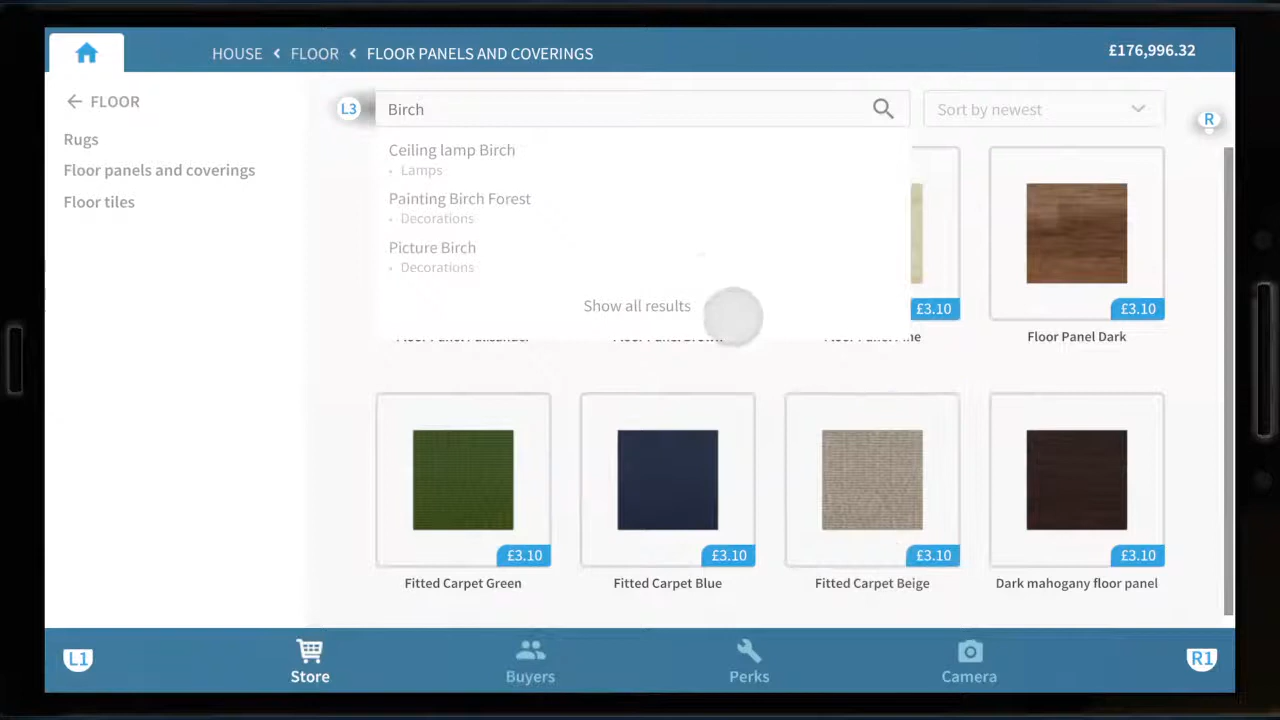 HOUSE < FLOOR < FLOOR PANELS AND COVERINGS
£176,996.32
FLOOR
Rugs
Floor panels and coverings
Floor tiles
L3
Birch
Sort by newest
R
Ceiling lamp Birch
• Lamps
Painting Birch Forest
• Decorations
Picture Birch
• Decorations
Show all results
£3.10
£3.10
Floor Panel Dark
£3.10
£3.10
£3.10
£3.10
Fitted Carpet Green
Fitted Carpet Blue
Fitted Carpet Beige
Dark mahogany floor panel
L1
Store
Buyers
Perks
Camera
R1